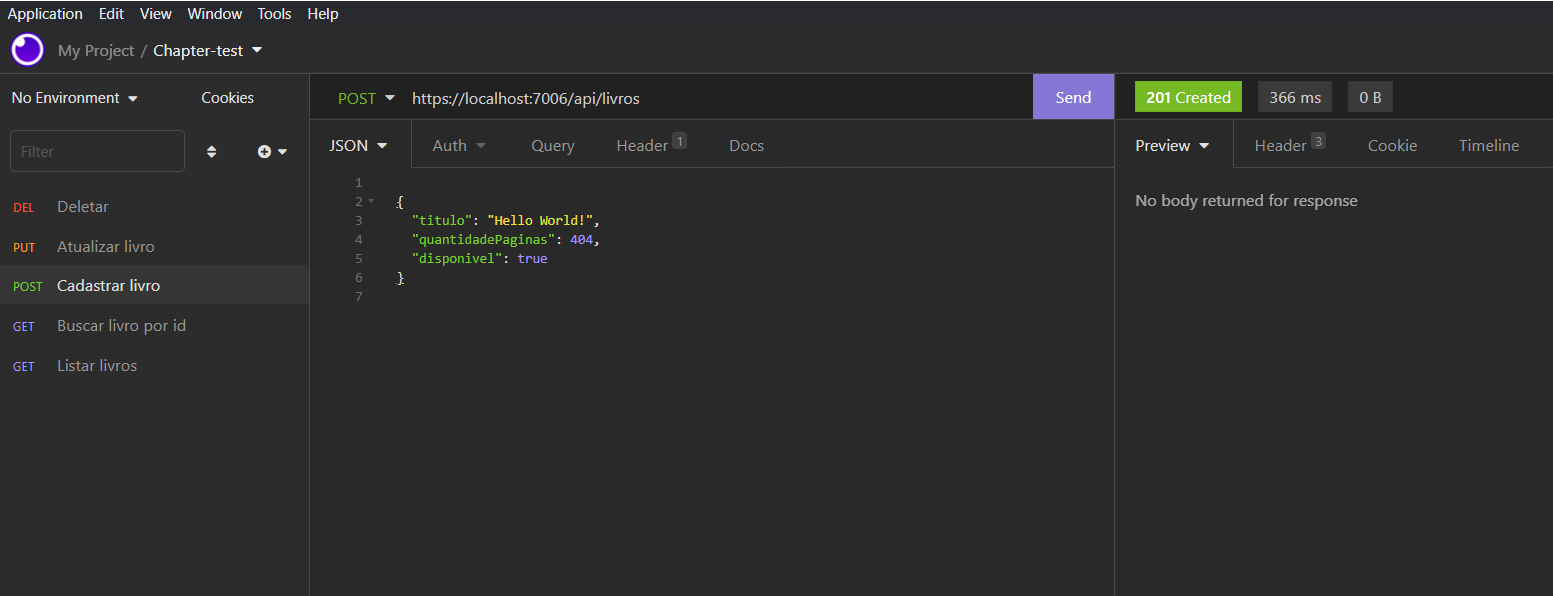 Application Edit View Window Tools Help
My Project / Chapter-test
No Environment Cookies
Filter
DEL Deletar
PUT Atualizar livro
POST Cadastrar livro
GET Buscar livro por id
GET Listar livros
POST https://localhost:7006/api/livros Send
JSON Auth Query Header 1 Docs
1
2 {
3 "titulo": "Hello World!",
4 "quantidadePaginas": 404,
5 "disponivel": true
6 }
7
201 Created 366 ms 0 B
Preview Header 3 Cookie Timeline
No body returned for response